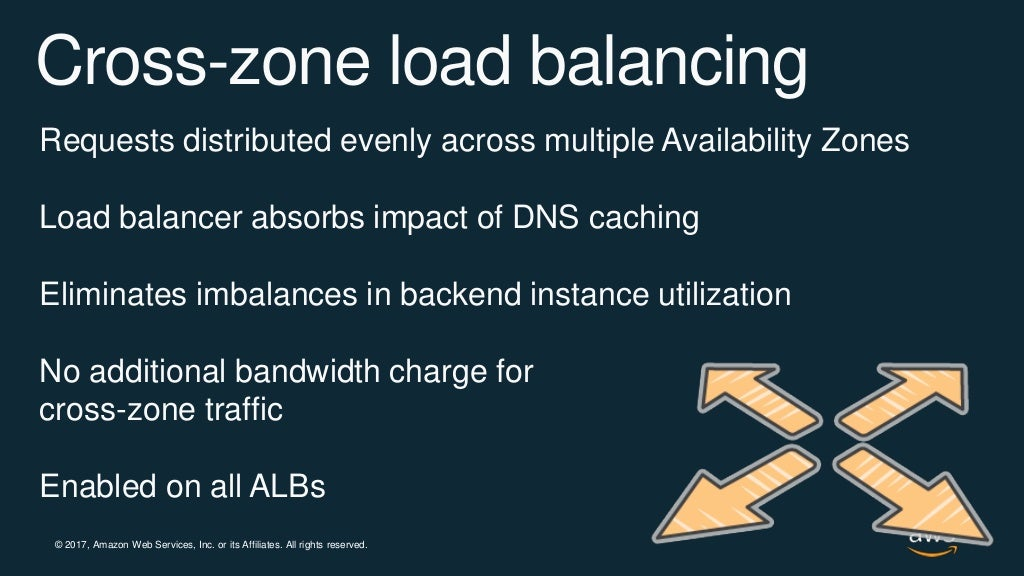 Cross-zone load balancing
Requests distributed evenly across multiple Availability Zones
Load balancer absorbs impact of DNS caching
Eliminates imbalances in backend instance utilization
No additional bandwidth charge for
cross-zone traffic
Enabled on all ALBs
© 2017, Amazon Web Services, Inc. or its Affiliates. All rights reserved.
aws